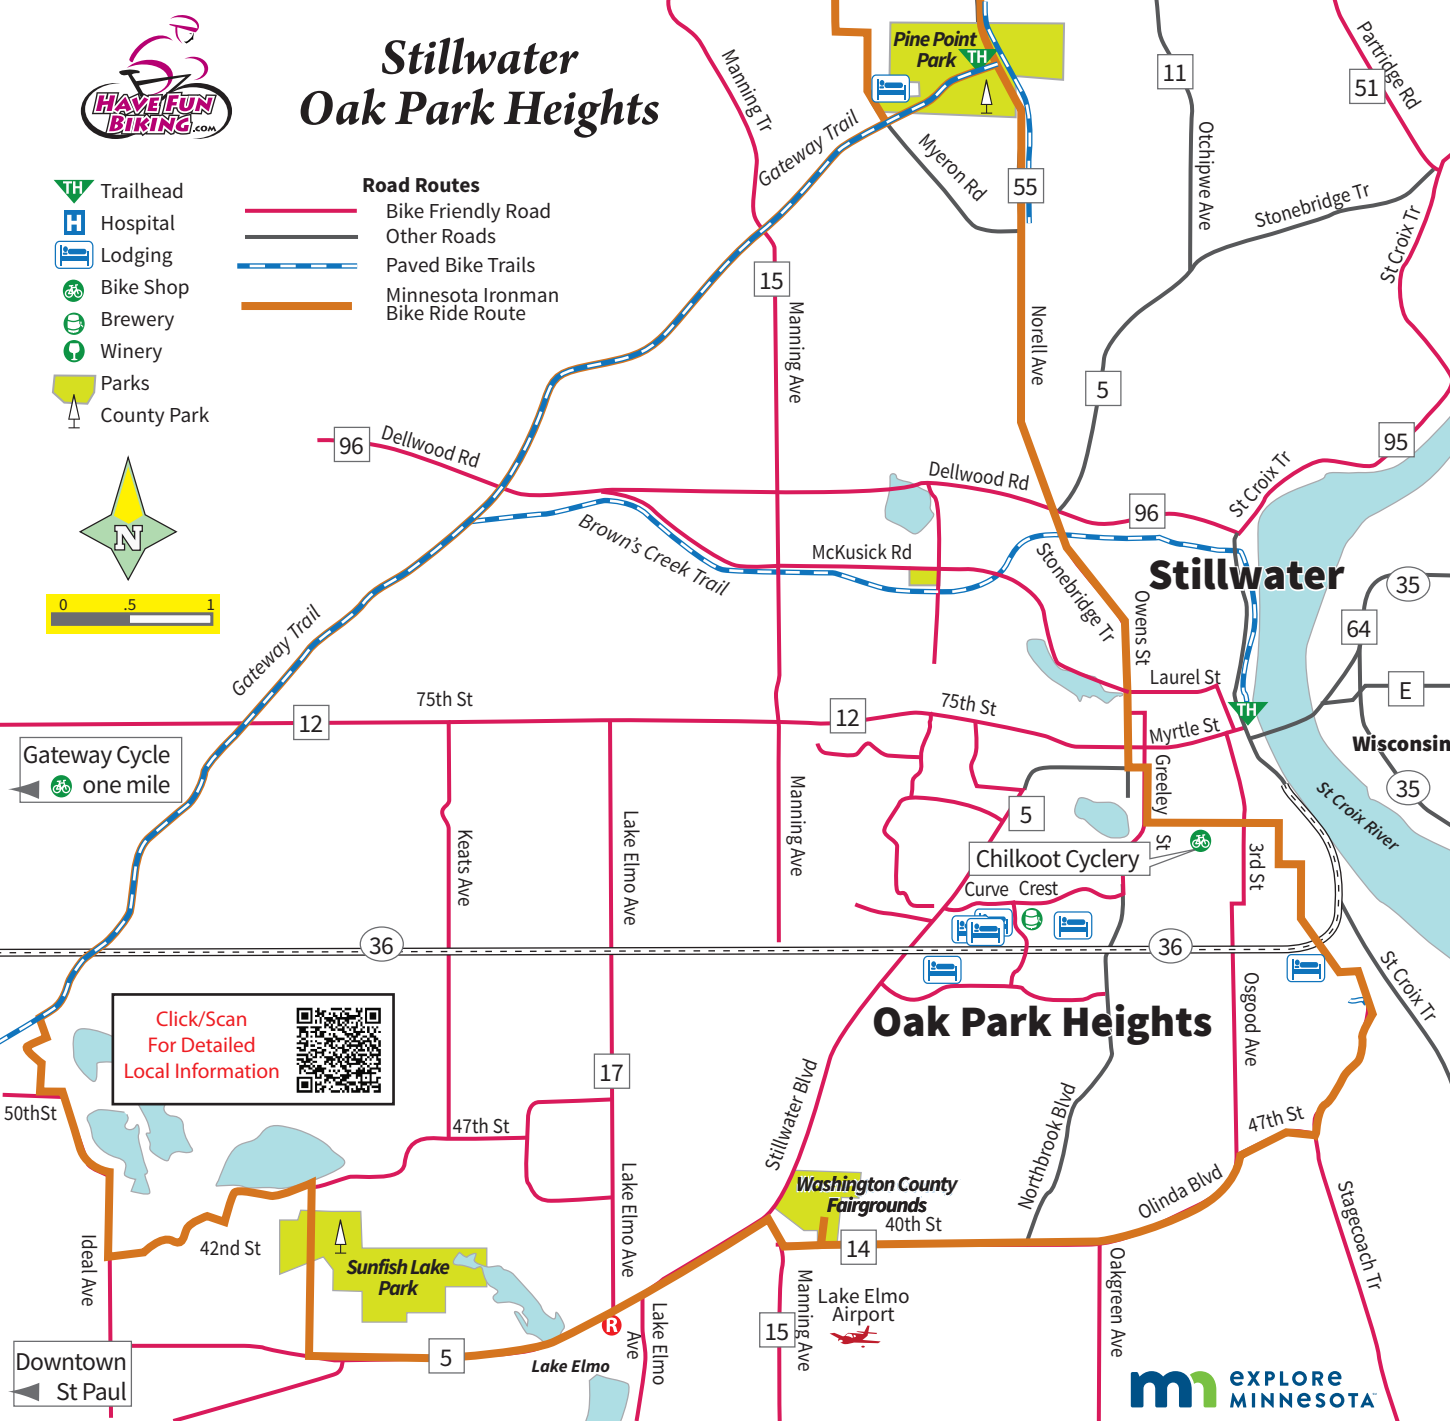 HAVE FUN
BIKING.COM
Stillwater
Oak Park Heights
TH Trailhead
H Hospital
Lodging
Bike Shop
Brewery
Winery
Parks
County Park
Road Routes
Bike Friendly Road
Other Roads
Paved Bike Trails
Minnesota Ironman
Bike Ride Route
N
0 .5 1
Pine Point
Park
TH
Manning Tr
Gateway Trail
Myeron Rd
55
11
Otchipwe Ave
51
Partridge Rd
Stonebridge Tr
St Croix Tr
15
Manning Ave
Norell Ave
5
95
96
Dellwood Rd
Dellwood Rd
96
St Croix Tr
Brown's Creek Trail
McKusick Rd
Stonebridge Tr
Stillwater
35
64
E
Wisconsin
35
St Croix River
Owens St
Gateway Trail
Laurel St
TH
Myrtle St
12
75th St
12
75th St
Gateway Cycle
one mile
Keats Ave
Lake Elmo Ave
Manning Ave
5
Greeley
St
Chilkoot Cyclery
3rd St
Curve Crest
36
36
Oak Park Heights
Osgood Ave
St Croix Tr
Click/Scan
For Detailed
Local Information
17
50thSt
47th St
Stillwater Blvd
Northbrook Blvd
47th St
Olinda Blvd
Washington County
Fairgrounds
40th St
14
Lake Elmo Ave
Ideal Ave
42nd St
Sunfish Lake
Park
Stagecoach Tr
Oakgreen Ave
15
Manning Ave
Lake Elmo
Airport
R
Lake Elmo
Ave
Lake Elmo
5
Downtown
St Paul
EXPLORE
MINNESOTA